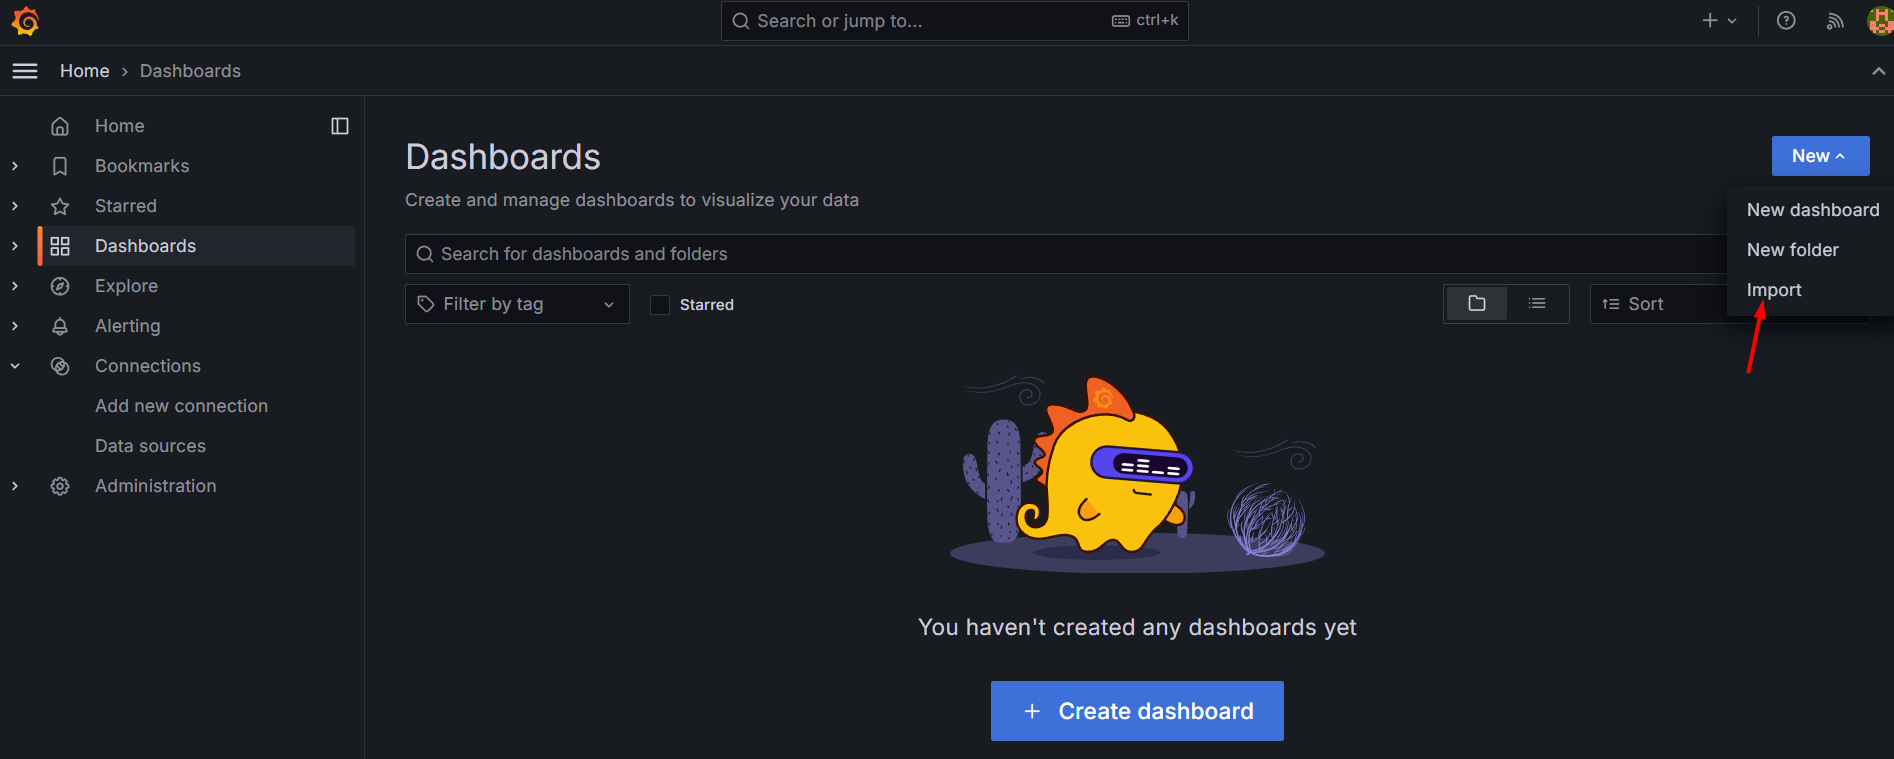 Search or jump to...
ctrl+k
Home
Dashboards
Home
Bookmarks
Starred
Dashboards
Explore
Alerting
Connections
Add new connection
Data sources
Administration
Dashboards
Create and manage dashboards to visualize your data
New
New dashboard
New folder
Import
Search for dashboards and folders
Filter by tag
Starred
Sort
You haven't created any dashboards yet
Create dashboard